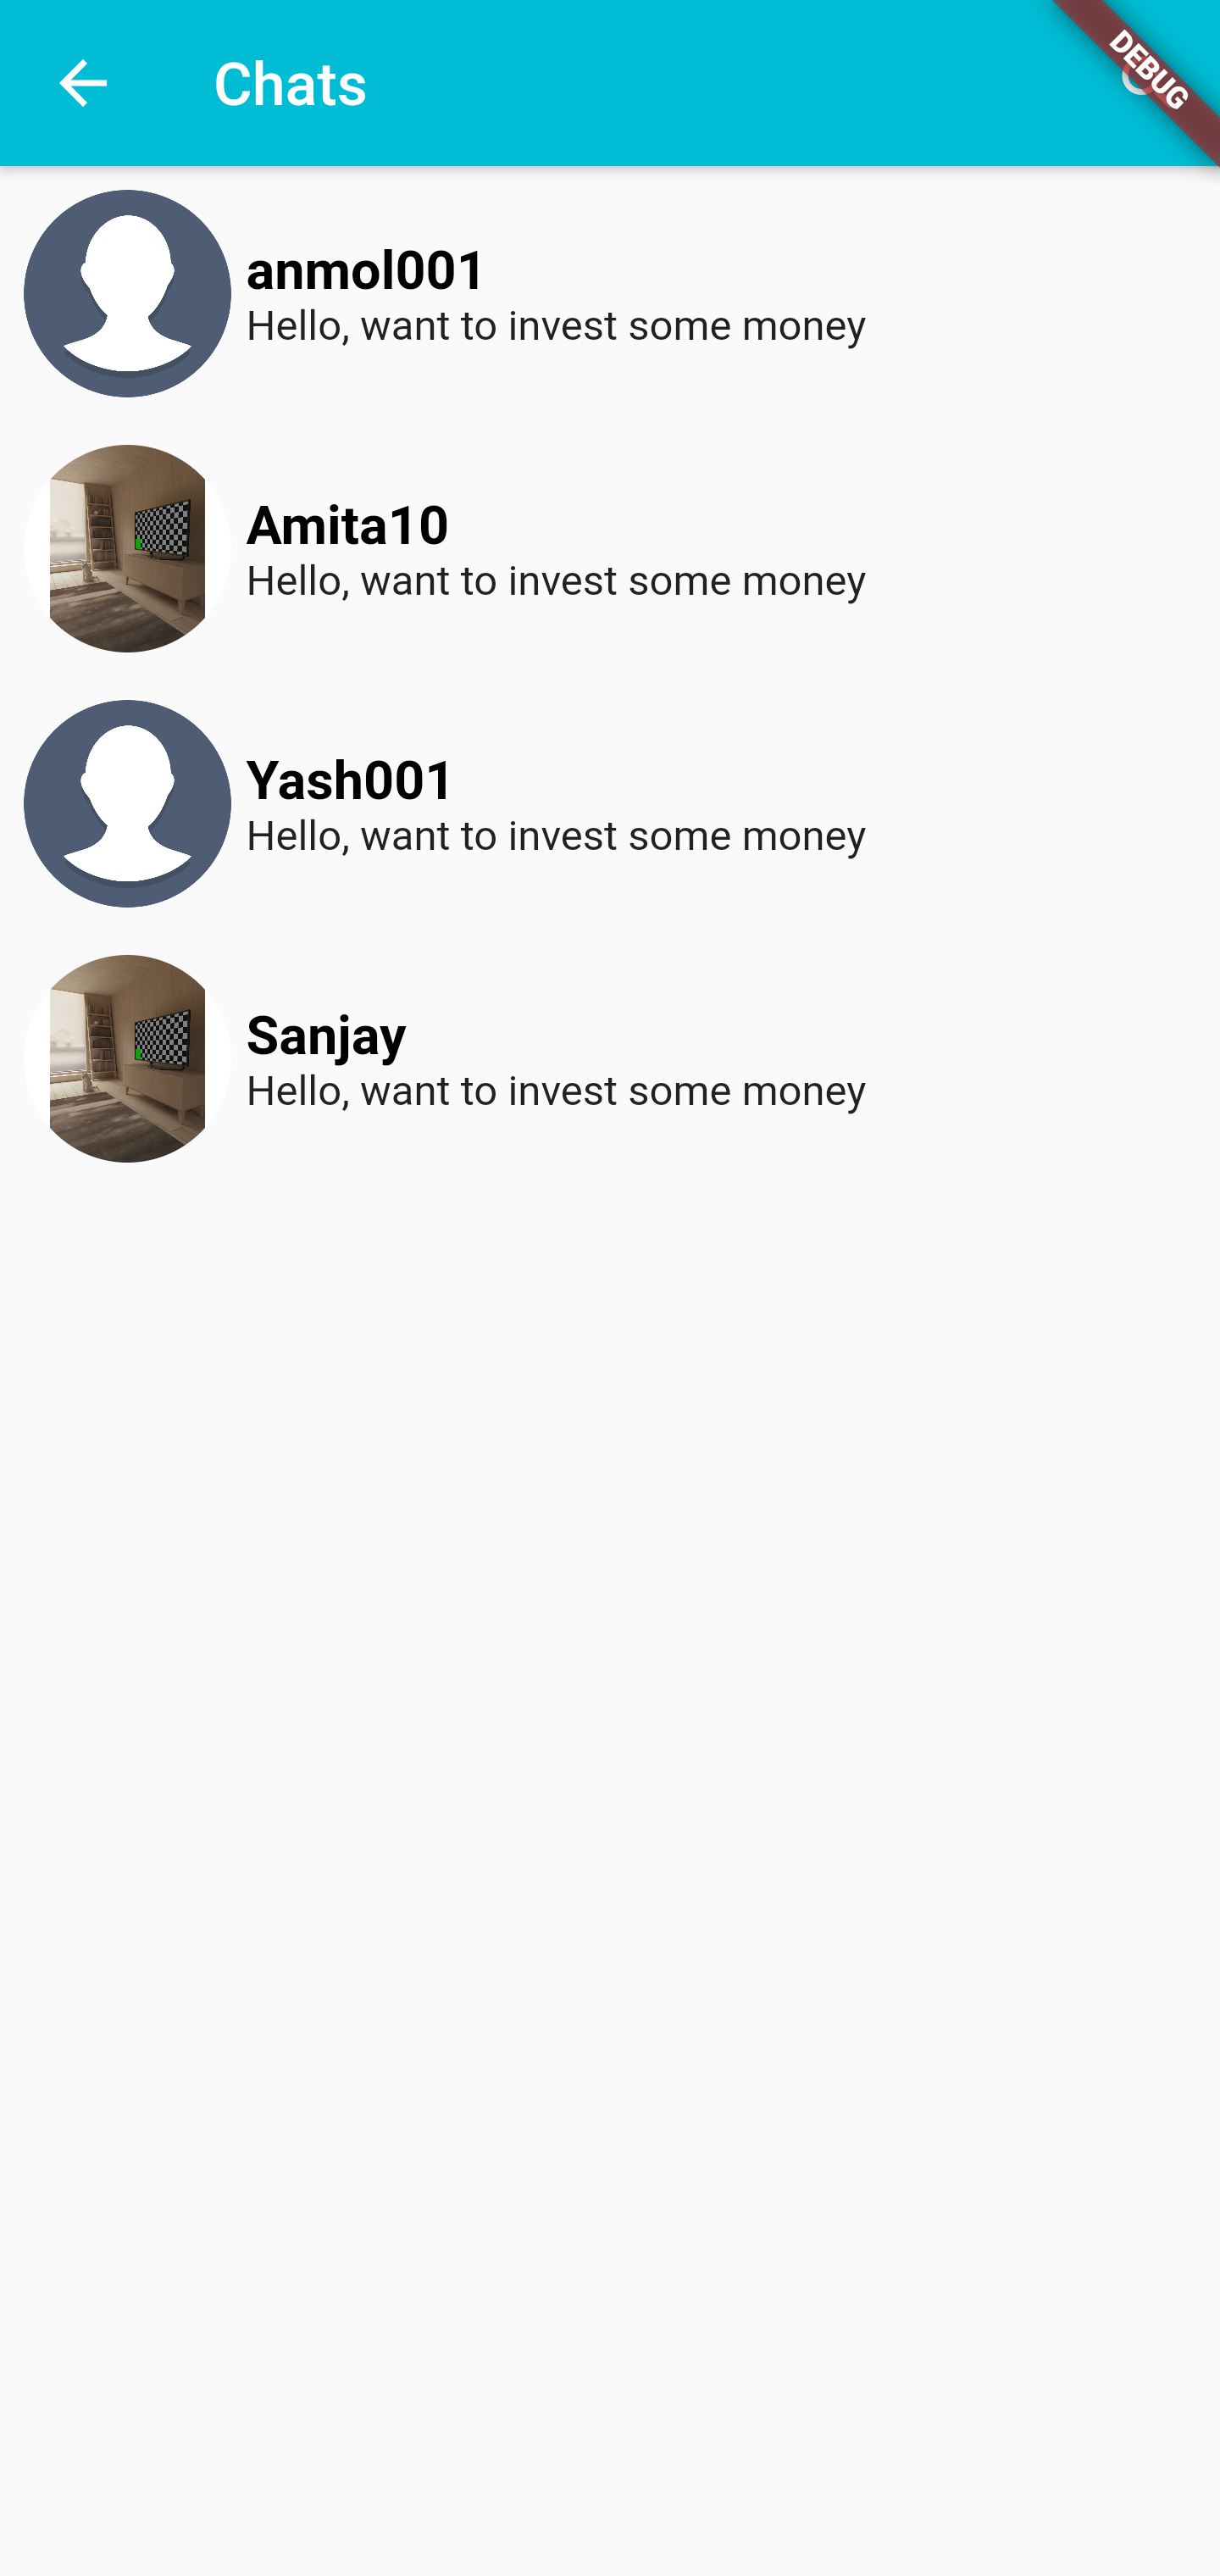 Chats
DEBUG
anmol001
Hello, want to invest some money
Amita10
Hello, want to invest some money
Yash001
Hello, want to invest some money
Sanjay
Hello, want to invest some money